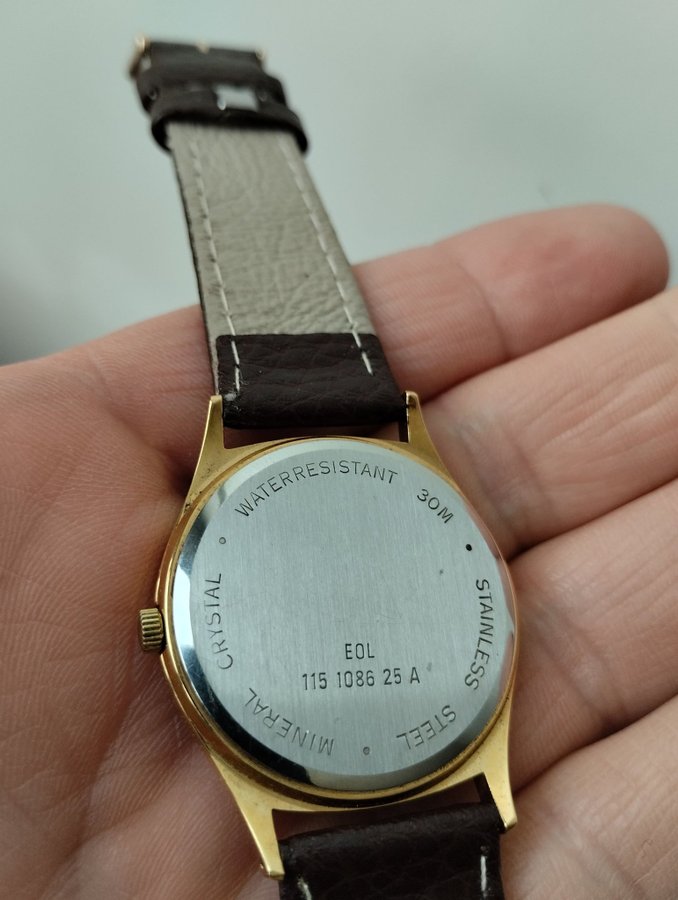 WATERRESISTANT 30M
STAINLESS STEEL
MINERAL CRYSTAL
EOL
115 1086 25 A